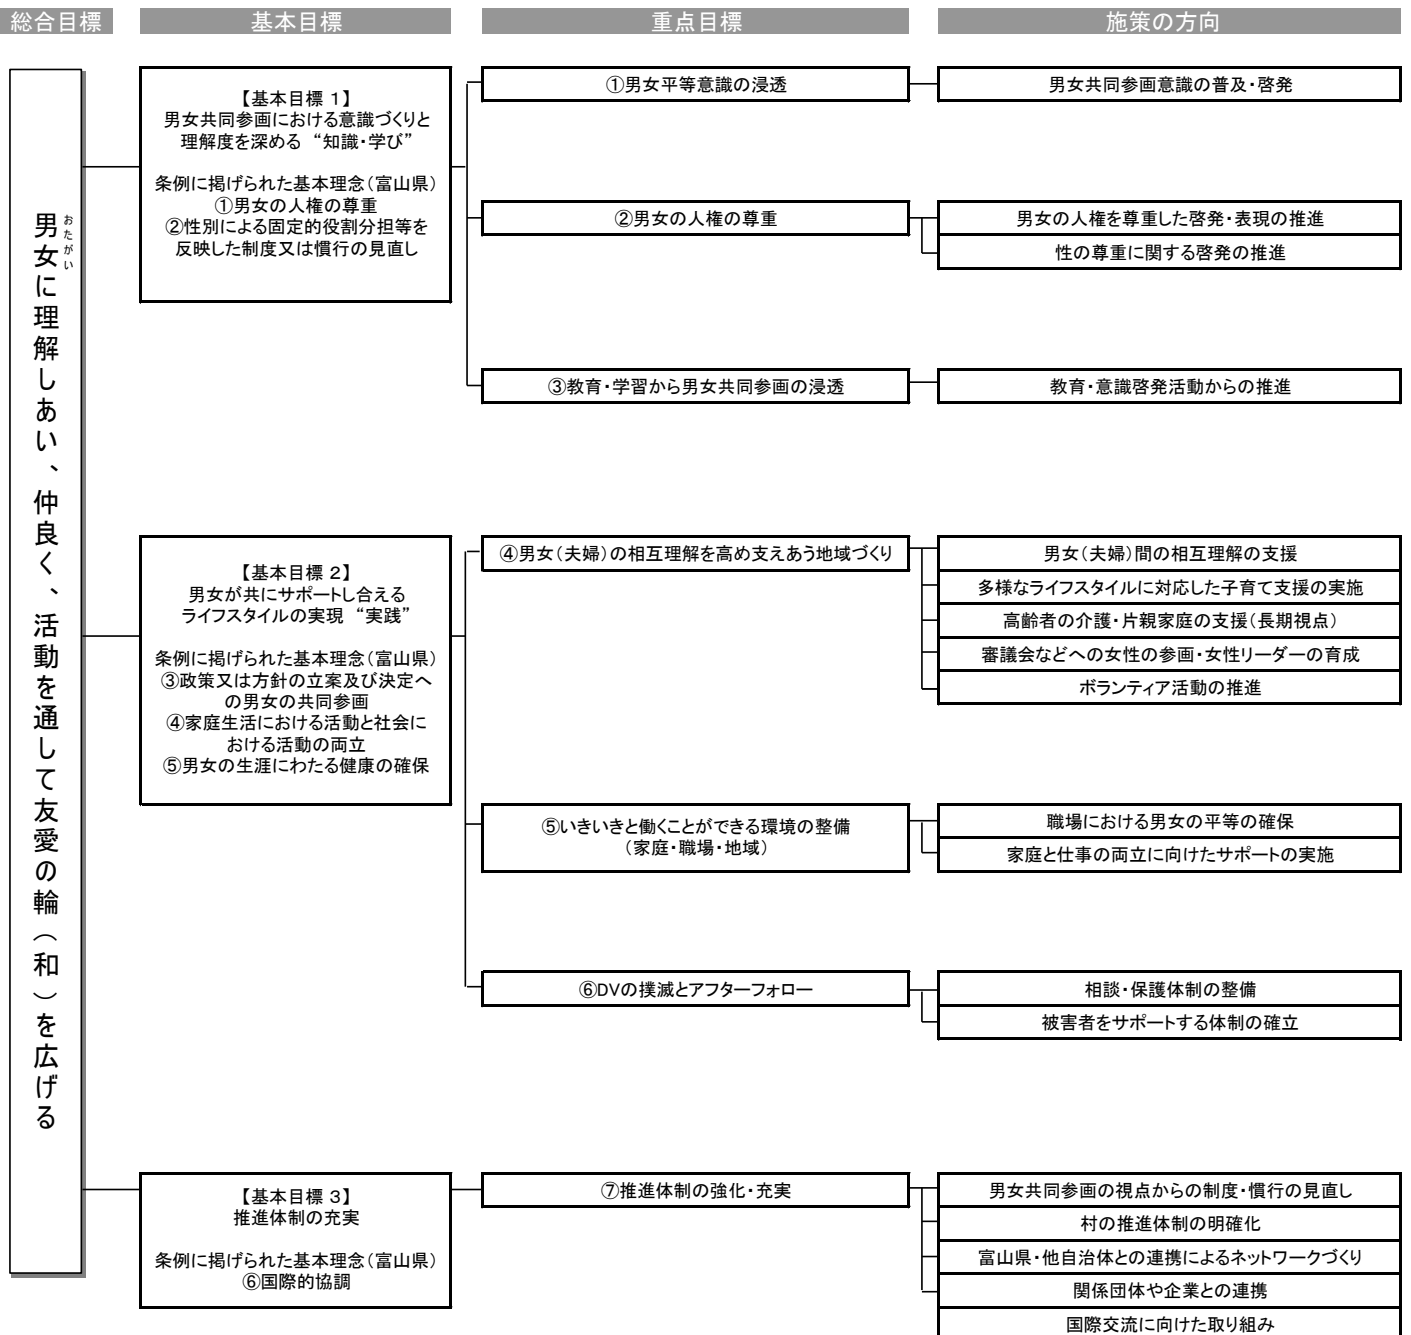 総合目標
基本目標
重点目標
施策の方向
男女に理解しあい、仲良く、活動を通して友愛の輪（和）を広げる
おたがい
【基本目標 1】
男女共同参画における意識づくりと
理解度を深める “知識・学び”
条例に掲げられた基本理念（富山県）
①男女の人権の尊重
②性別による固定的役割分担等を
反映した制度又は慣行の見直し
①男女平等意識の浸透
男女共同参画意識の普及・啓発
②男女の人権の尊重
男女の人権を尊重した啓発・表現の推進
性の尊重に関する啓発の推進
③教育・学習から男女共同参画の浸透
教育・意識啓発活動からの推進
【基本目標 2】
男女が共にサポートし合える
ライフスタイルの実現 “実践”
条例に掲げられた基本理念（富山県）
③政策又は方針の立案及び決定へ
の男女の共同参画
④家庭生活における活動と社会に
おける活動の両立
⑤男女の生涯にわたる健康の確保
④男女（夫婦）の相互理解を高め支えあう地域づくり
男女（夫婦）間の相互理解の支援
多様なライフスタイルに対応した子育て支援の実施
高齢者の介護・片親家庭の支援（長期視点）
審議会などへの女性の参画・女性リーダーの育成
ボランティア活動の推進
⑤いきいきと働くことができる環境の整備
（家庭・職場・地域）
職場における男女の平等の確保
家庭と仕事の両立に向けたサポートの実施
⑥DVの撲滅とアフターフォロー
相談・保護体制の整備
被害者をサポートする体制の確立
【基本目標 3】
推進体制の充実
条例に掲げられた基本理念（富山県）
⑥国際的協調
⑦推進体制の強化・充実
男女共同参画の視点からの制度・慣行の見直し
村の推進体制の明確化
富山県・他自治体との連携によるネットワークづくり
関係団体や企業との連携
国際交流に向けた取り組み